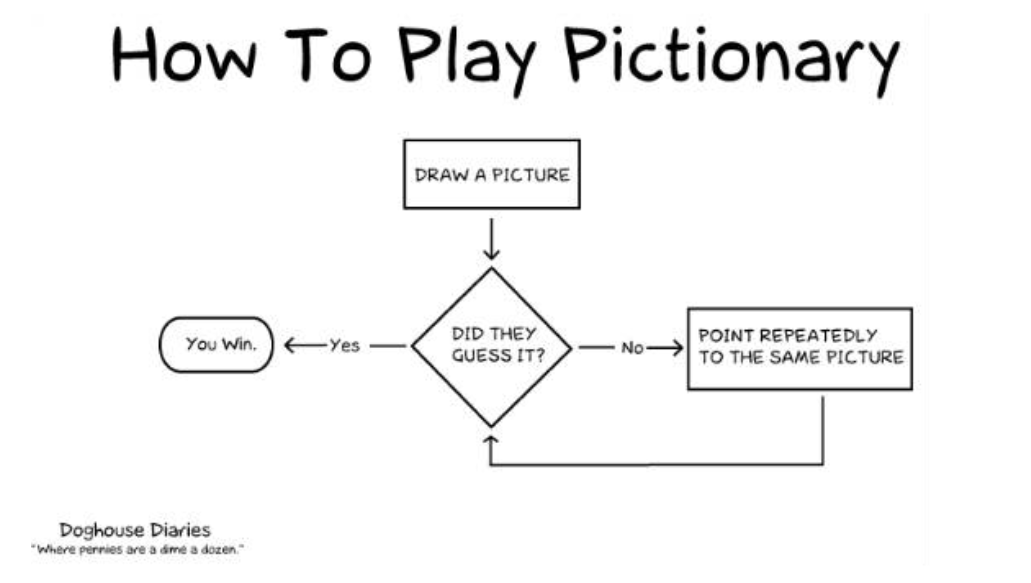 How To Play Pictionary
DRAW A PICTURE
DID THEY
GUESS IT?
You Win.
Yes
No
POINT REPEATEDLY
TO THE SAME PICTURE
Doghouse Diaries
"Where pennies are a dime a dozen."